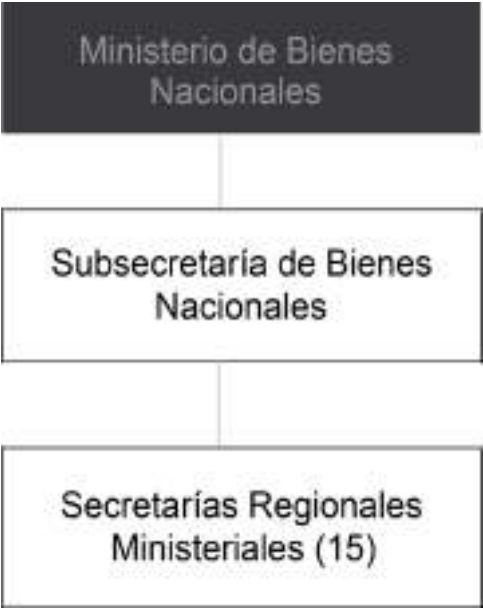 Ministerio de Bienes
Nacionales
Subsecretaría de Bienes
Nacionales
Secretarías Regionales
Ministeriales (15)